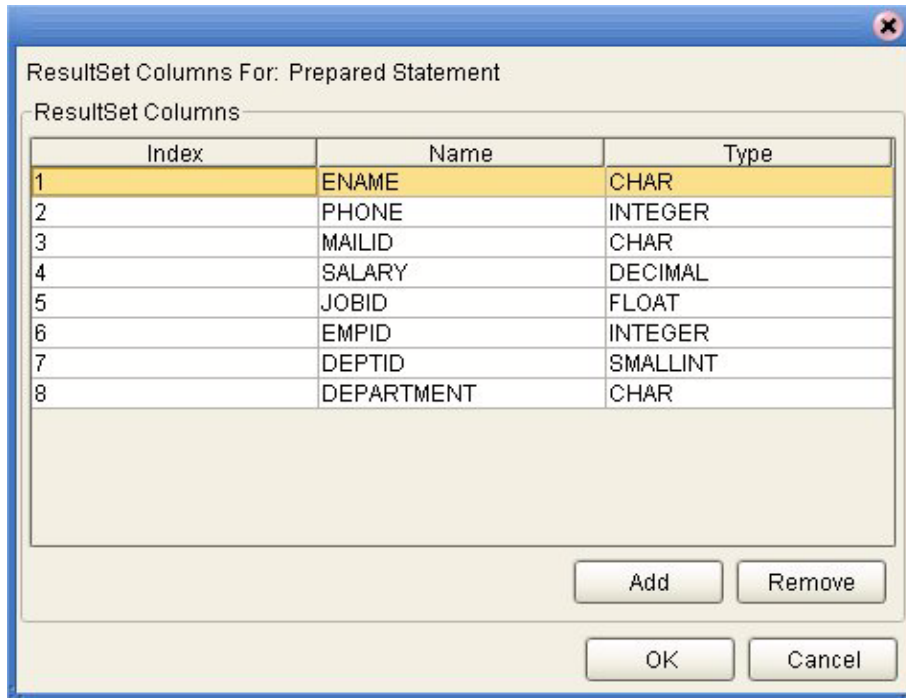 ResultSet Columns For: Prepared Statement
ResultSet Columns
Index Name Type
1 ENAME CHAR
2 PHONE INTEGER
3 MAILID CHAR
4 SALARY DECIMAL
5 JOBID FLOAT
6 EMPID INTEGER
7 DEPTID SMALLINT
8 DEPARTMENT CHAR
Add Remove
OK Cancel